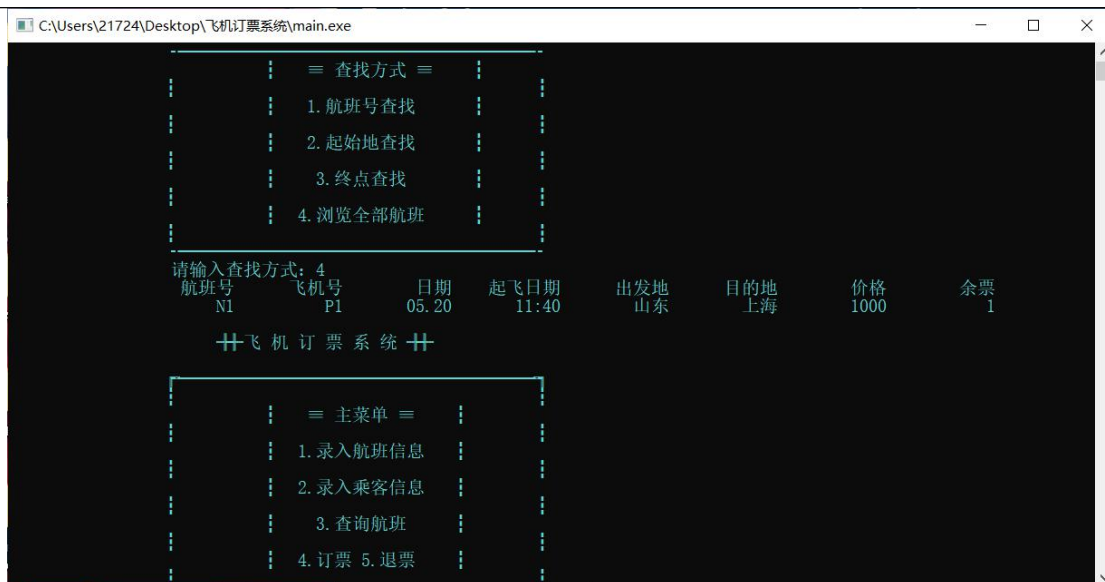 C:\Users\21724\Desktop\飞机订票系统\main.exe
≡ 查找方式 ≡
1.航班号查找
2.起始地查找
3.终点查找
4.浏览全部航班
请输入查找方式：4
航班号 飞机号 日期 起飞日期 出发地 目的地 价格 余票
N1 P1 05.20 11:40 山东 上海 1000 1
╫飞 机 订 票 系 统 ╫
≡ 主菜单 ≡
1.录入航班信息
2.录入乘客信息
3.查询航班
4.订票 5.退票